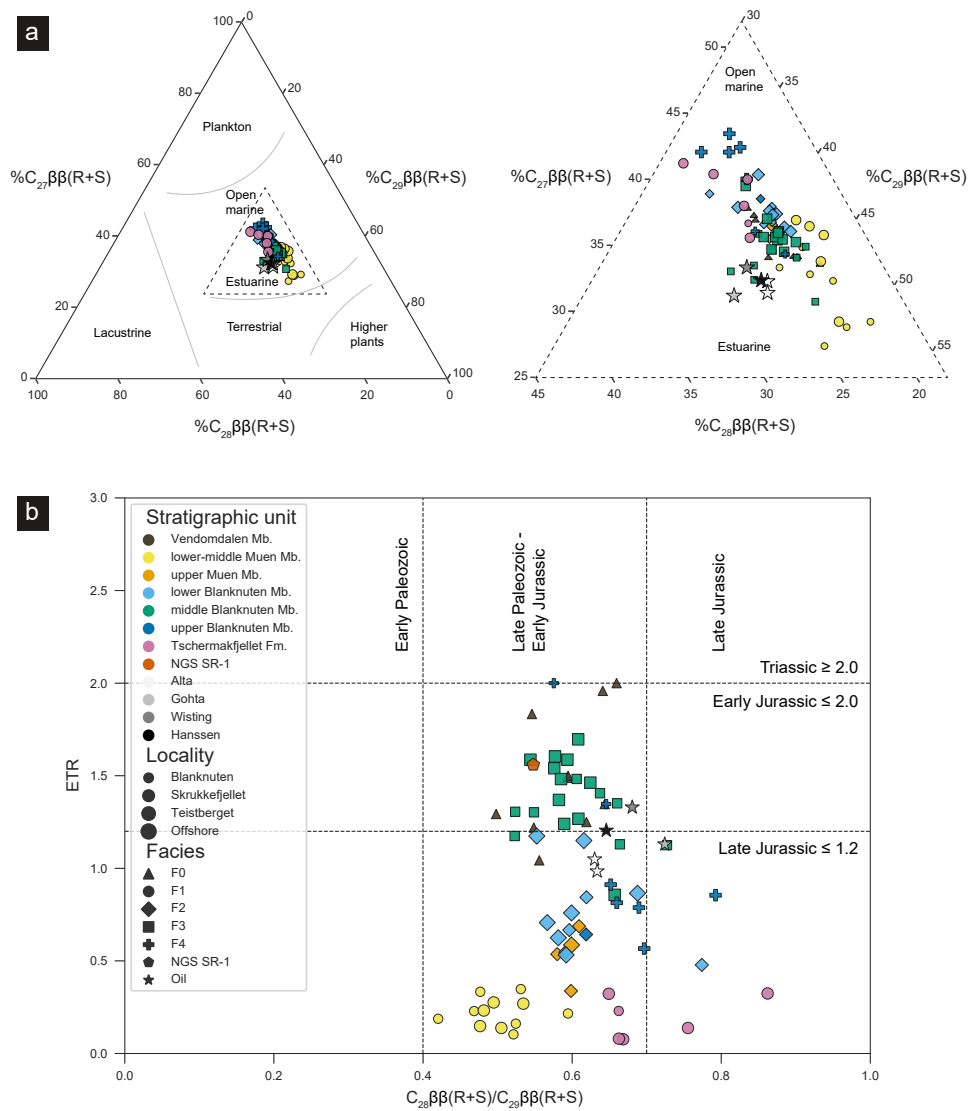 a
100
0
80
20
Plankton
60
40
%C27ββ(R+S)
%C29ββ(R+S)
Open
marine
40
60
Estuarine
20
80
Lacustrine
Terrestrial
Higher
plants
0
100
100
80
60
40
20
0
%C28ββ(R+S)
30
50
Open
marine
35
45
40
40
%C27ββ(R+S)
%C29ββ(R+S)
45
35
50
30
Estuarine
55
25
45
40
35
30
25
20
%C28ββ(R+S)
b
3.0
2.5
2.0
1.5
1.0
0.5
0.0
ETR
Stratigraphic unit
Vendomdalen Mb.
lower-middle Muen Mb.
upper Muen Mb.
lower Blanknuten Mb.
middle Blanknuten Mb.
upper Blanknuten Mb.
Tschermakfjellet Fm.
NGS SR-1
Alta
Gohta
Wisting
Hanssen
Locality
Blanknuten
Skrukkefjellet
Teistberget
Offshore
Facies
F0
F1
F2
F3
F4
NGS SR-1
Oil
Early Paleozoic
Late Paleozoic -
Early Jurassic
Late Jurassic
Triassic ≥ 2.0
Early Jurassic ≤ 2.0
Late Jurassic ≤ 1.2
0.0
0.2
0.4
0.6
0.8
1.0
C28ββ(R+S)/C29ββ(R+S)